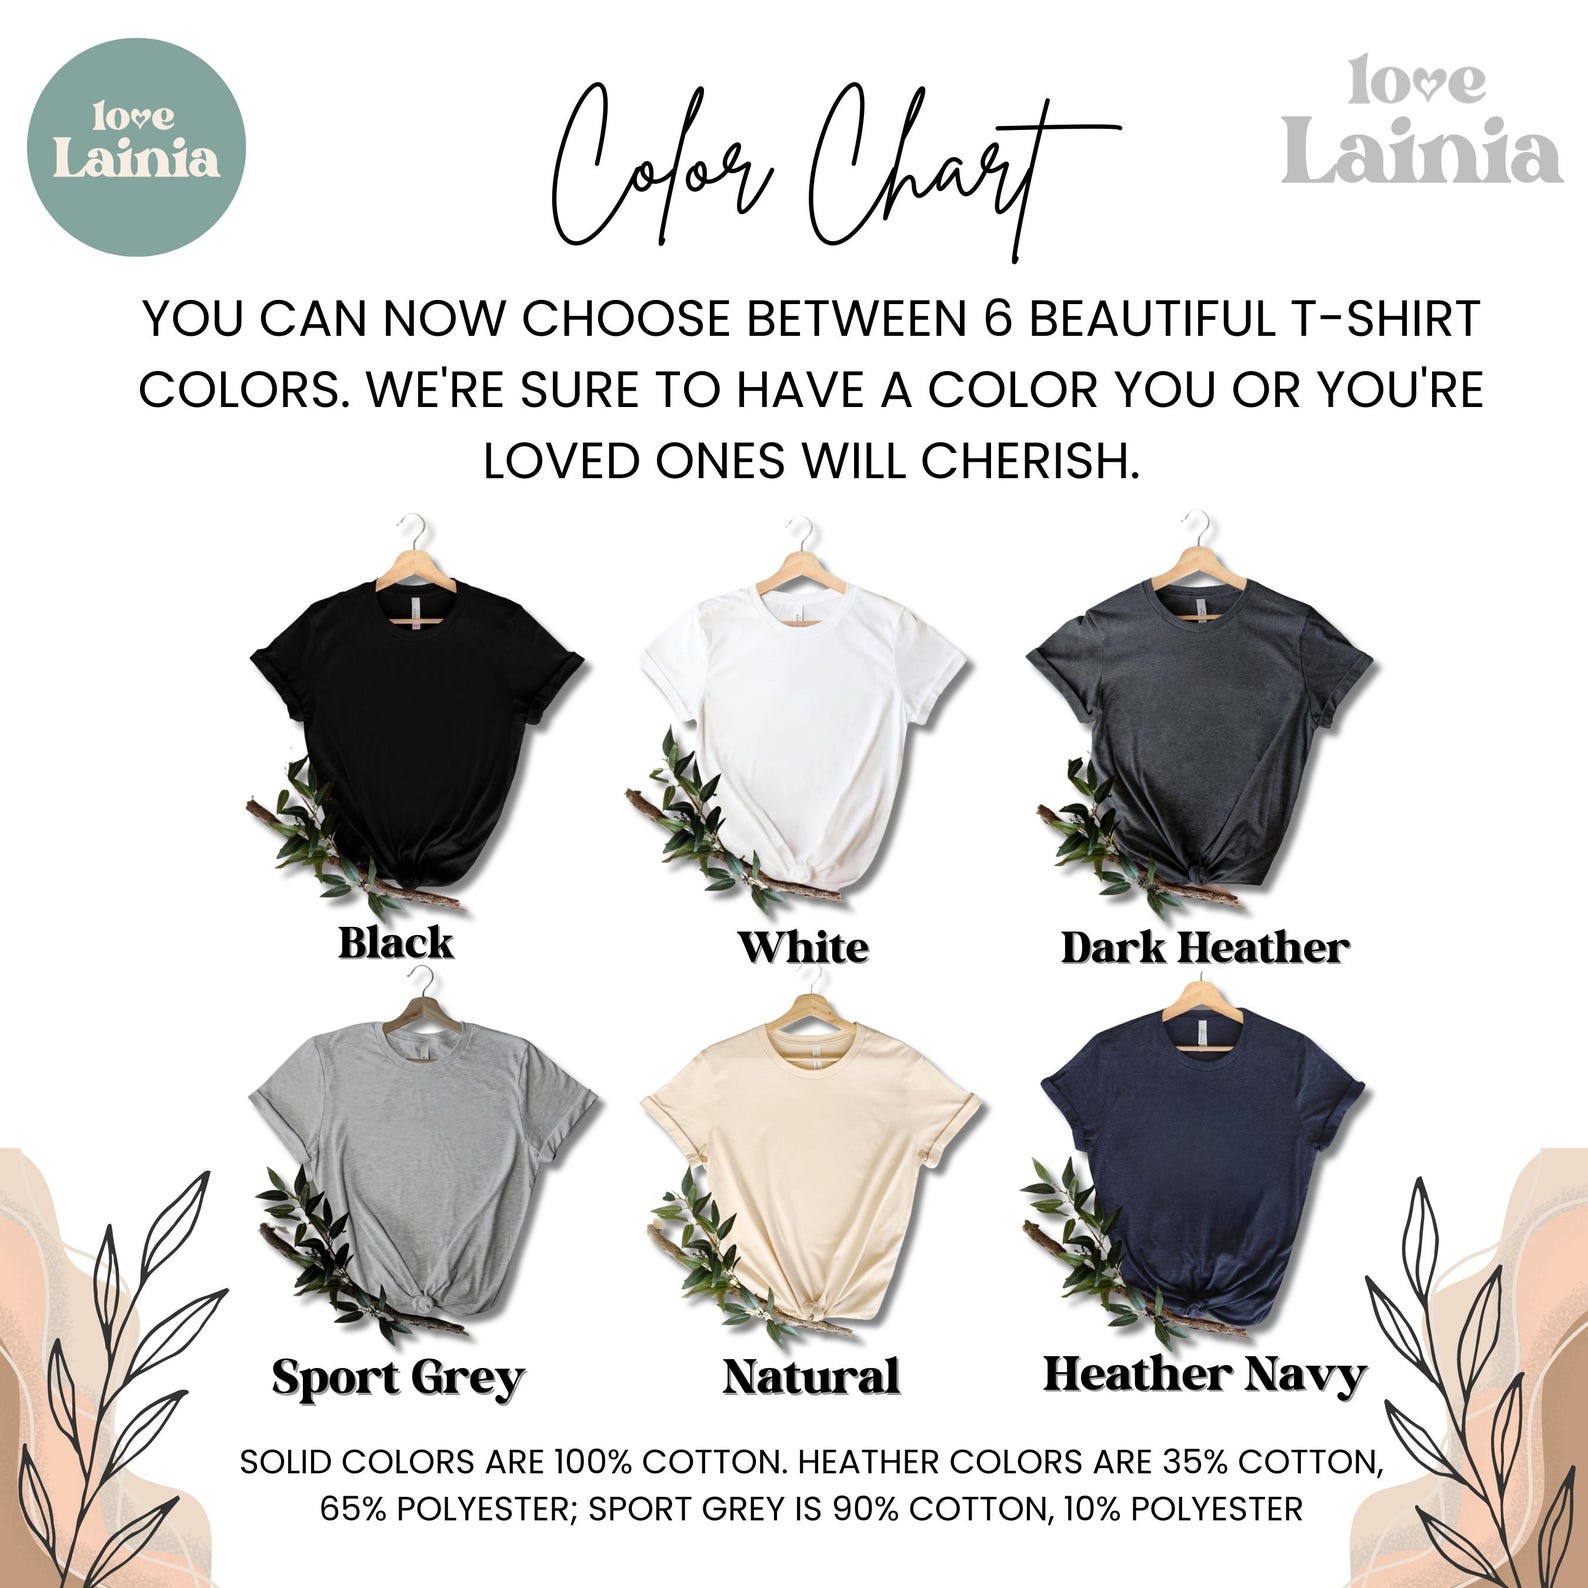 love
Lainia
Color Chart
love
Lainia
YOU CAN NOW CHOOSE BETWEEN 6 BEAUTIFUL T-SHIRT
COLORS. WE'RE SURE TO HAVE A COLOR YOU OR YOU'RE
LOVED ONES WILL CHERISH.
Black
White
Dark Heather
Sport Grey
Natural
Heather Navy
SOLID COLORS ARE 100% COTTON. HEATHER COLORS ARE 35% COTTON,
65% POLYESTER; SPORT GREY IS 90% COTTON, 10% POLYESTER